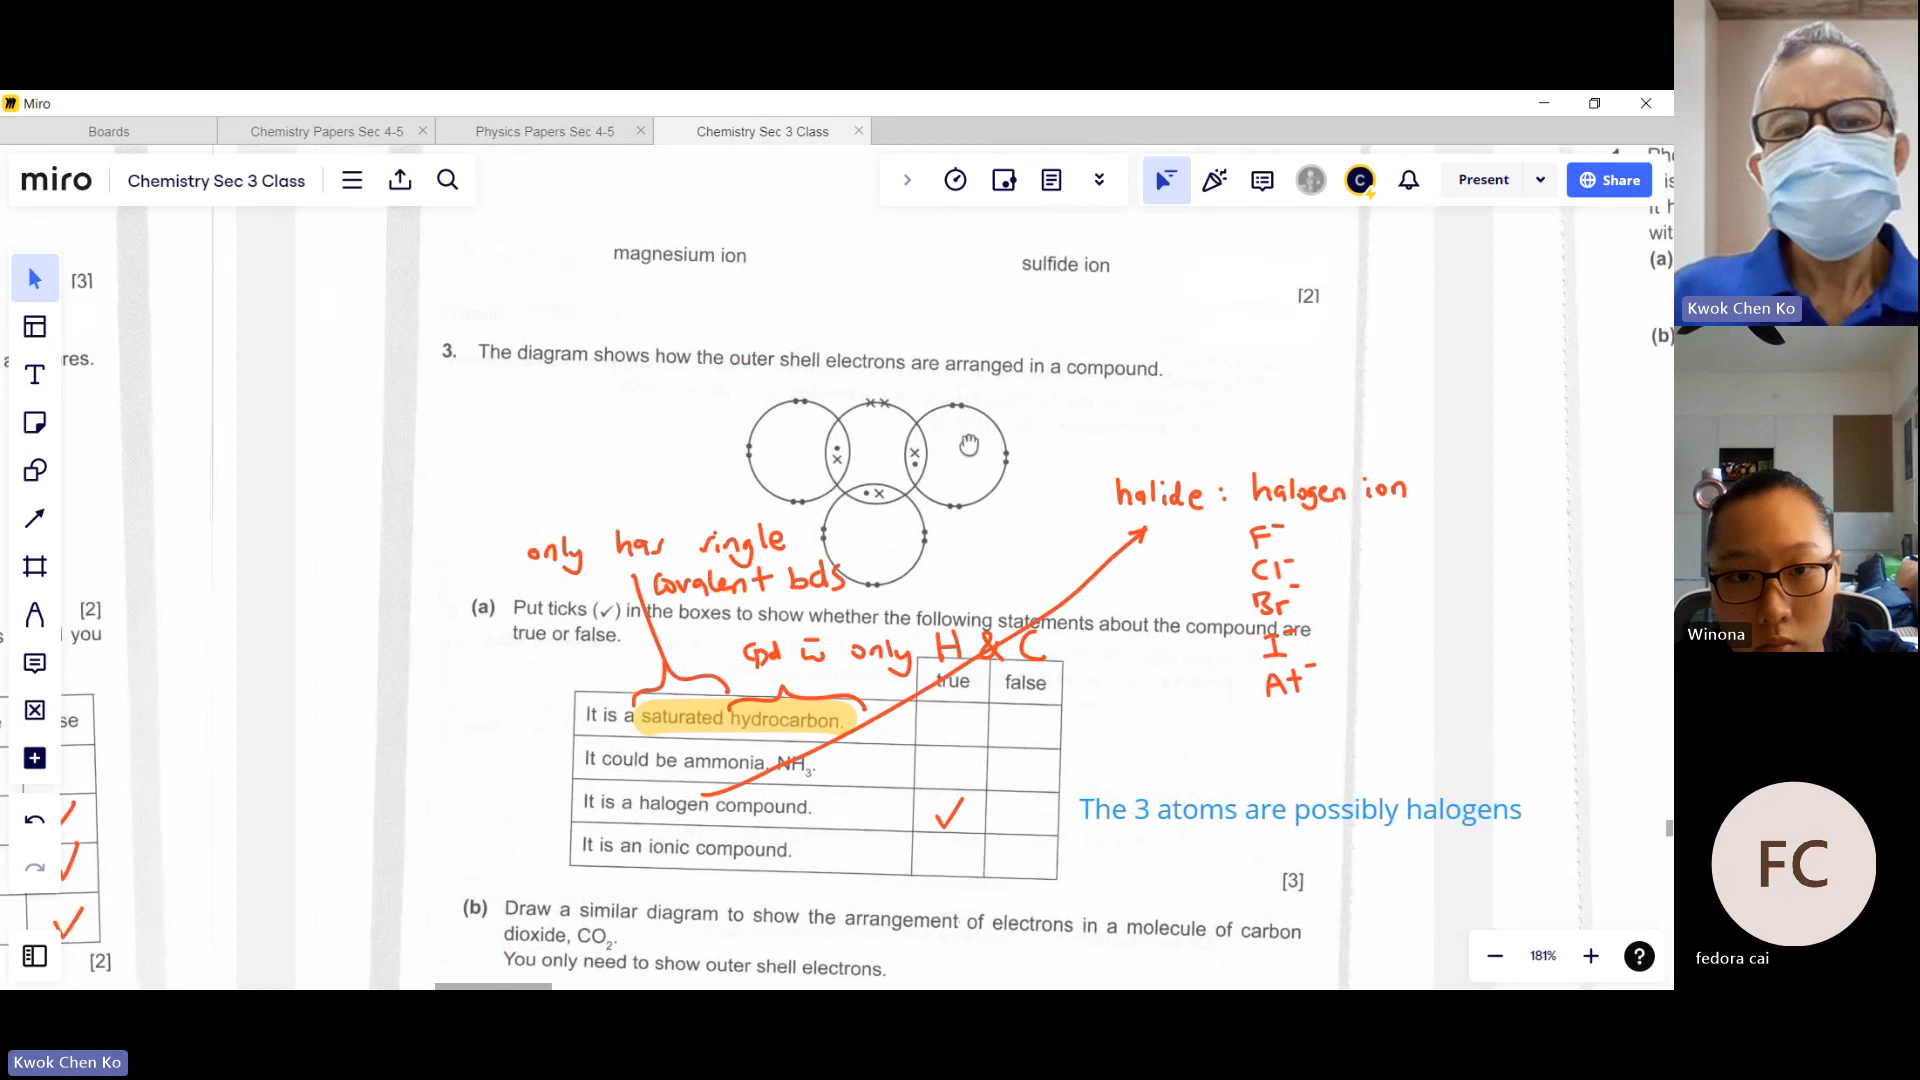 Miro
Boards
Chemistry Papers Sec 4-5
Physics Papers Sec 4-5
Chemistry Sec 3 Class
miro
Chemistry Sec 3 Class
C
Present
Share
Kwok Chen Ko
[3]
res.
[2]
you
se
[2]
magnesium ion
sulfide ion
[2]
3. The diagram shows how the outer shell electrons are arranged in a compound.
halide : halogen ion
F⁻
Cl⁻
Br⁻
I⁻
At⁻
only has single
covalent bds
(a) Put ticks (✓) in the boxes to show whether the following statements about the compound are
true or false.
cpd w̄ only H & C
true false
It is a saturated hydrocarbon.
It could be ammonia, NH₃.
It is a halogen compound. ✓
The 3 atoms are possibly halogens
It is an ionic compound.
[3]
(b) Draw a similar diagram to show the arrangement of electrons in a molecule of carbon
dioxide, CO₂.
You only need to show outer shell electrons.
is
wit
(a)
(b)
181%
?
Winona
FC
fedora cai
Kwok Chen Ko